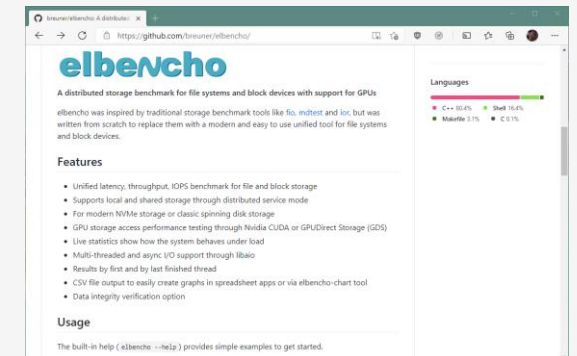 breuner/elbencho: A distributed
https://github.com/breuner/elbencho/
elbencho
A distributed storage benchmark for file systems and block devices with support for GPUs
elbencho was inspired by traditional storage benchmark tools like fio, mdtest and ior, but was
written from scratch to replace them with a modern and easy to use unified tool for file systems
and block devices.
Features
Unified latency, throughput, IOPS benchmark for file and block storage
Supports local and shared storage through distributed service mode
For modern NVMe storage or classic spinning disk storage
GPU storage access performance testing through Nvidia CUDA or GPUDirect Storage (GDS)
Live statistics show how the system behaves under load
Multi-threaded and async I/O support through libaio
Results by first and by last finished thread
CSV file output to easily create graphs in spreadsheet apps or via elbencho-chart tool
Data integrity verification option
Usage
The built-in help ( elbencho --help ) provides simple examples to get started.
Languages
C++ 80.4% Shell 16.4%
Makefile 3.1% C 0.1%